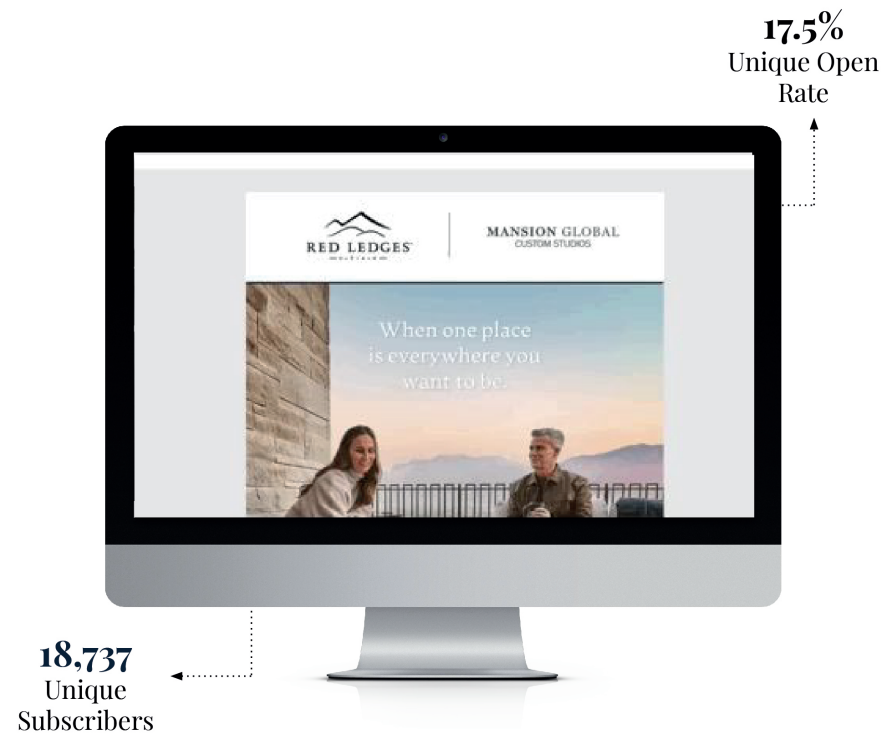 17.5%
Unique Open
Rate
RED LEDGES
MANSION GLOBAL
CUSTOM STUDIOS
When one place
is everywhere you
want to be.
18,737
Unique
Subscribers